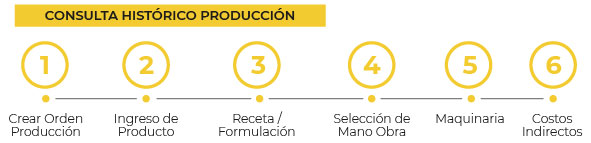 CONSULTA HISTÓRICO PRODUCCIÓN
1 2 3 4 5 6
Crear Orden Ingreso de Receta / Selección de Maquinaria Costos
Producción Producto Formulación Mano Obra Indirectos